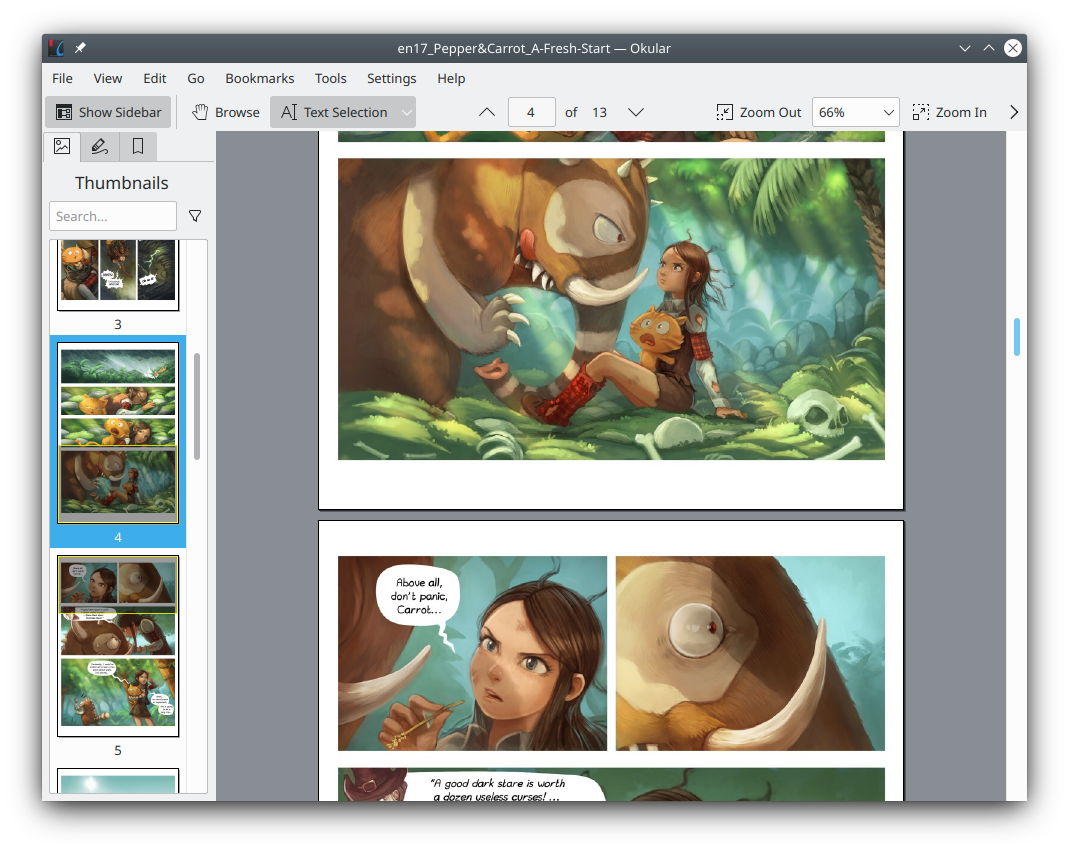 en17_Pepper&Carrot_A-Fresh-Start — Okular
File View Edit Go Bookmarks Tools Settings Help
Show Sidebar Browse Text Selection 4 of 13 Zoom Out 66% Zoom In
Thumbnails
Search...
3
4
5
Above all,
don't panic,
Carrot...
"A good dark stare is worth
a dozen useless curses! ...